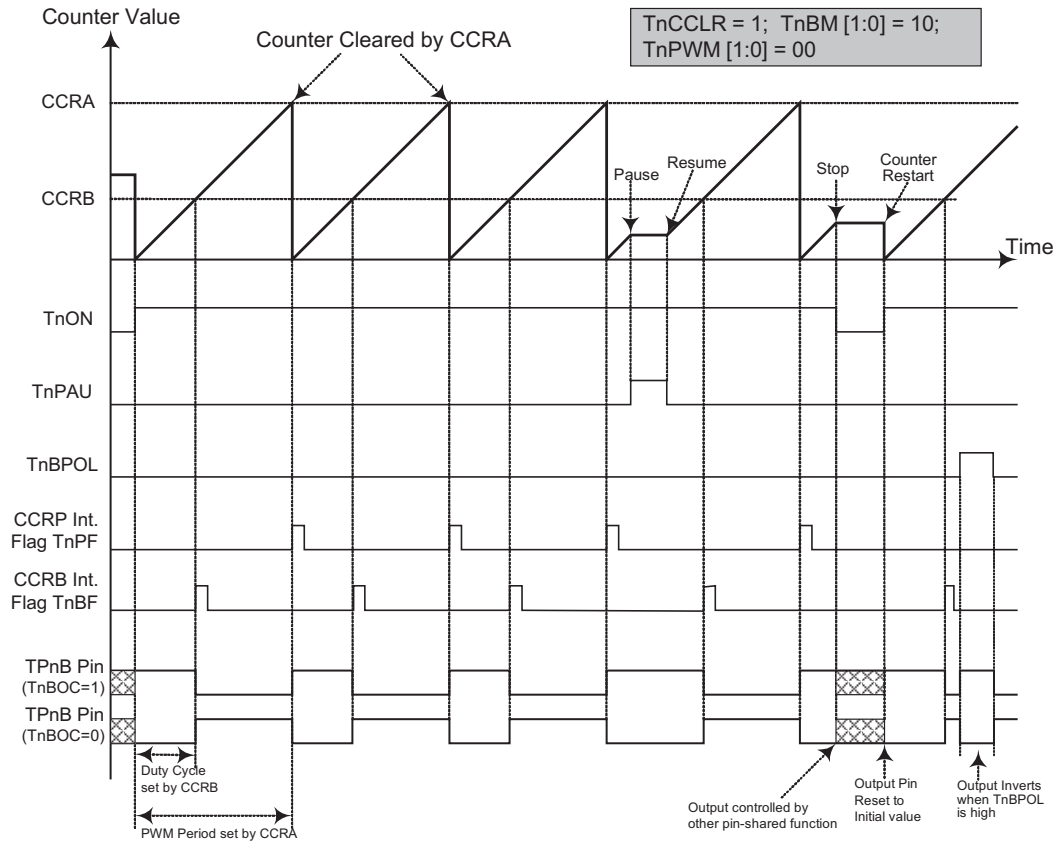 Counter Value
Counter Cleared by CCRA
TnCCLR = 1; TnBM [1:0] = 10;
TnPWM [1:0] = 00
CCRA
CCRB
Pause
Resume
Stop
Counter
Restart
Time
TnON
TnPAU
TnBPOL
CCRP Int.
Flag TnPF
CCRB Int.
Flag TnBF
TPnB Pin
(TnBOC=1)
TPnB Pin
(TnBOC=0)
Duty Cycle
set by CCRB
PWM Period set by CCRA
Output controlled by
other pin-shared function
Output Pin
Reset to
Initial value
Output Inverts
when TnBPOL
is high